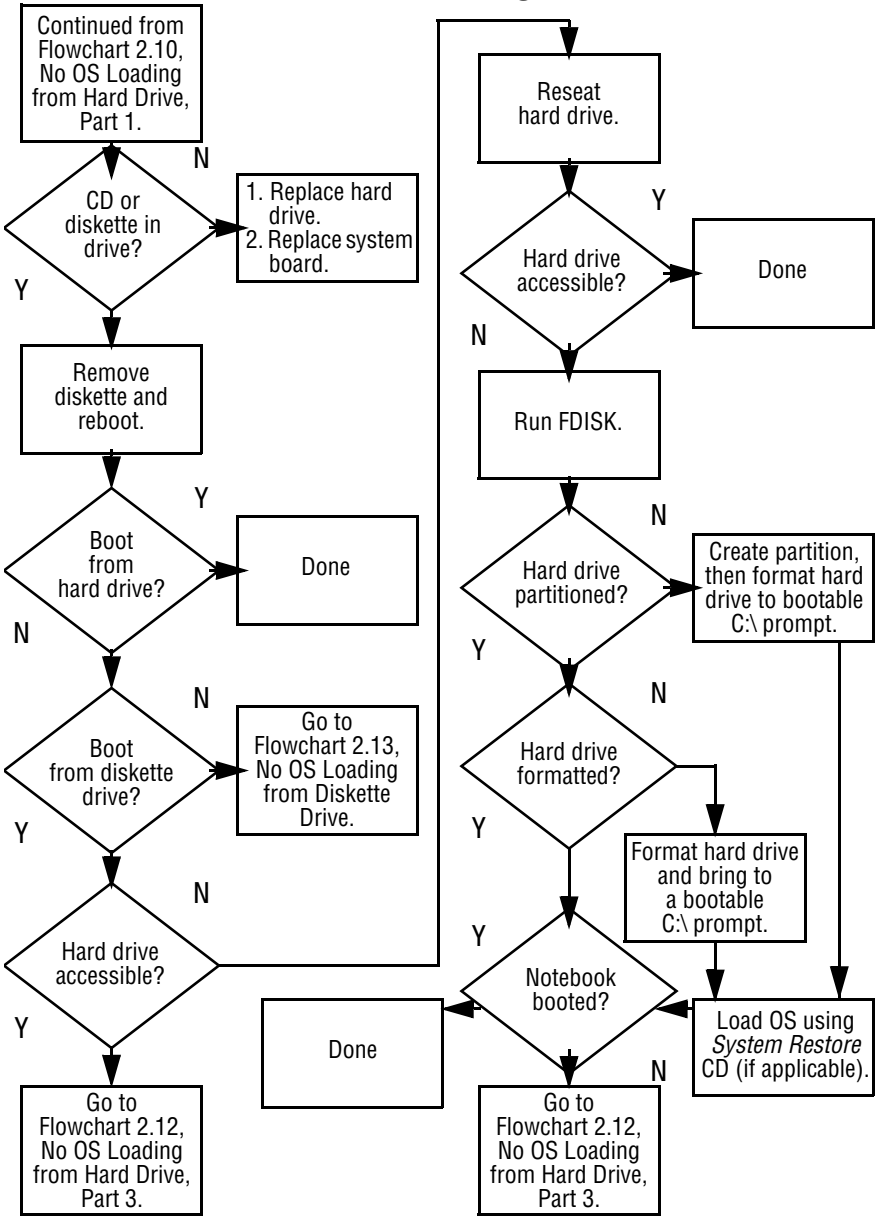 Continued from
Flowchart 2.10,
No OS Loading
from Hard Drive,
Part 1.
N
CD or
diskette in
drive?
1. Replace hard
drive.
2. Replace system
board.
Y
Remove
diskette and
reboot.
Y
Boot
from
hard drive?
Done
N
N
Boot
from diskette
drive?
Go to
Flowchart 2.13,
No OS Loading
from Diskette
Drive.
Y
N
Hard drive
accessible?
Y
Go to
Flowchart 2.12,
No OS Loading
from Hard Drive,
Part 3.
Reseat
hard drive.
Y
Hard drive
accessible?
Done
N
Run FDISK.
N
Hard drive
partitioned?
Create partition,
then format hard
drive to bootable
C:\ prompt.
Y
N
Hard drive
formatted?
Y
Format hard drive
and bring to
a bootable
C:\ prompt.
Y
Notebook
booted?
Done
Load OS using
System Restore
CD (if applicable).
N
Go to
Flowchart 2.12,
No OS Loading
from Hard Drive,
Part 3.